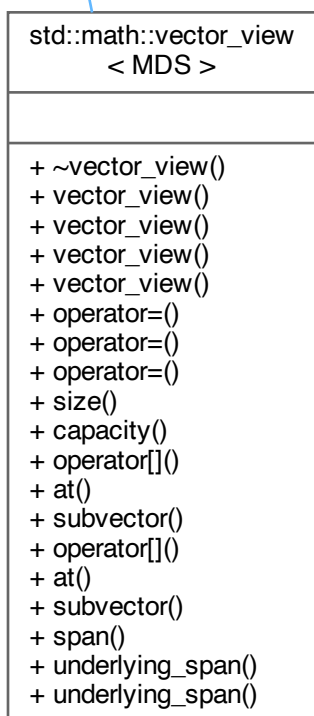 std::math::vector_view
< MDS >
+ ~vector_view()
+ vector_view()
+ vector_view()
+ vector_view()
+ vector_view()
+ operator=()
+ operator=()
+ operator=()
+ size()
+ capacity()
+ operator[]()
+ at()
+ subvector()
+ operator[]()
+ at()
+ subvector()
+ span()
+ underlying_span()
+ underlying_span()